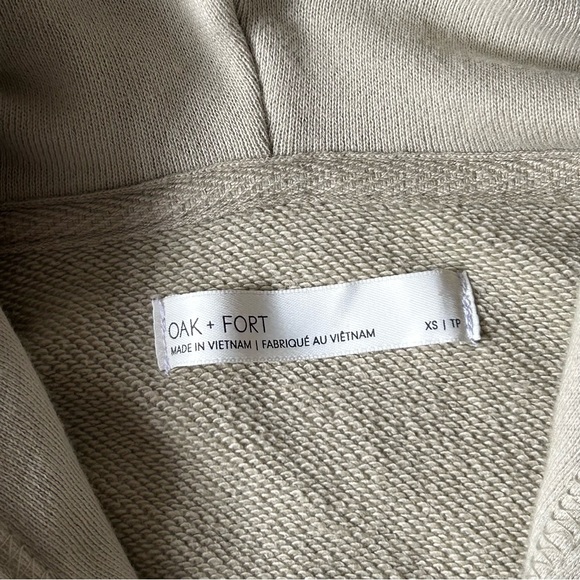 OAK + FORT
MADE IN VIETNAM | FABRIQUÉ AU VIÊTNAM
XS | TP